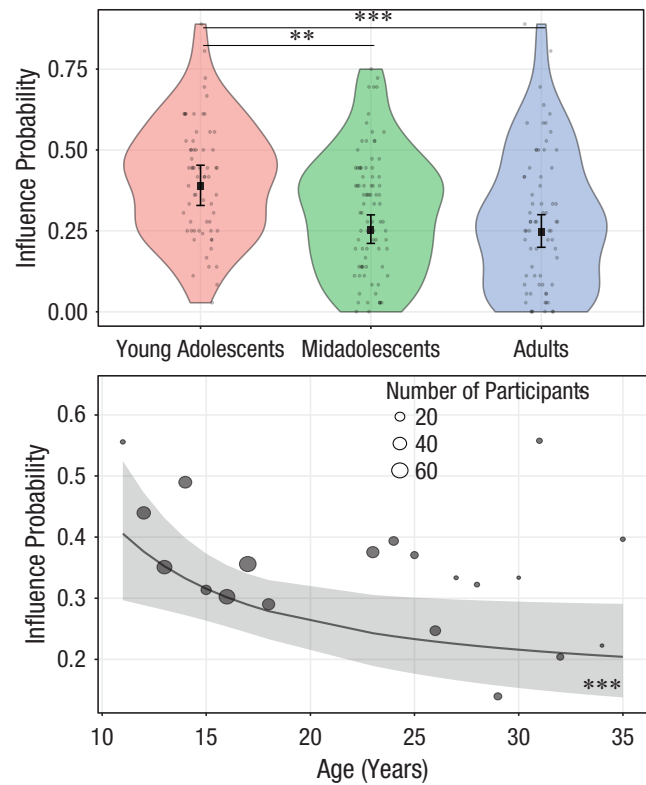 ***
**
0.75
0.50
0.25
0.00
Influence Probability
Young Adolescents Midadolescents Adults
Number of Participants
20
40
60
0.6
0.5
0.4
0.3
0.2
Influence Probability
***
10 15 20 25 30 35
Age (Years)